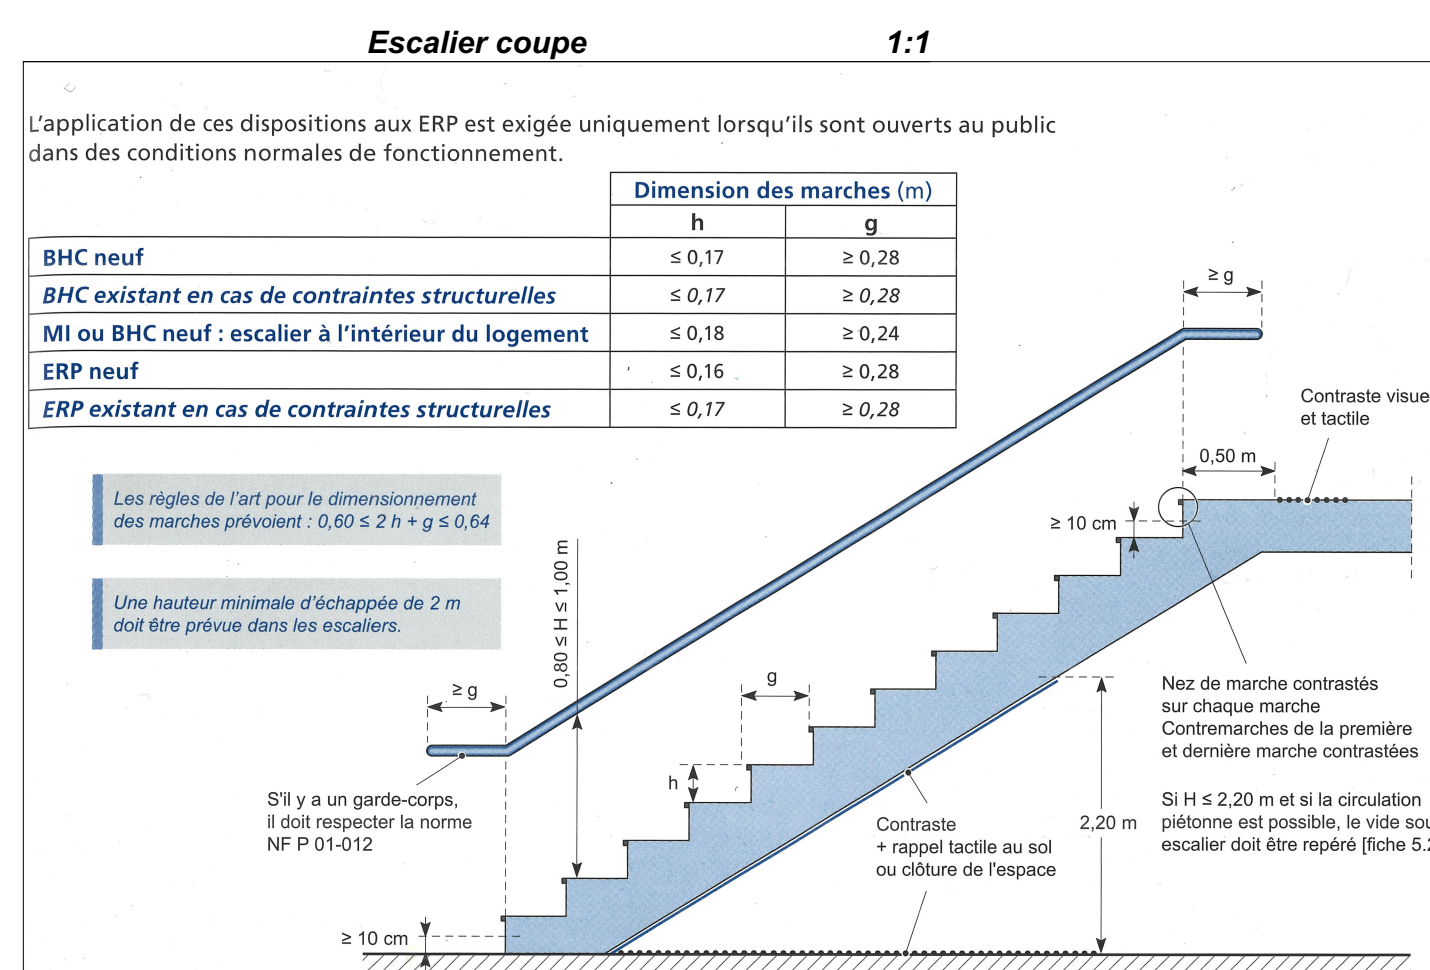 Escalier coupe 1:1
L'application de ces dispositions aux ERP est exigée uniquement lorsqu'ils sont ouverts au public
dans des conditions normales de fonctionnement.
Dimension des marches (m)
h g
BHC neuf ≤ 0,17 ≥ 0,28
BHC existant en cas de contraintes structurelles ≤ 0,17 ≥ 0,28
MI ou BHC neuf : escalier à l'intérieur du logement ≤ 0,18 ≥ 0,24
ERP neuf ≤ 0,16 ≥ 0,28
ERP existant en cas de contraintes structurelles ≤ 0,17 ≥ 0,28
≥ g
Contraste visue
et tactile
0,50 m
Les règles de l'art pour le dimensionnement
des marches prévoient : 0,60 ≤ 2 h + g ≤ 0,64
≥ 10 cm
Une hauteur minimale d'échappée de 2 m
doit être prévue dans les escaliers.
0,80 ≤ H ≤ 1,00 m
≥ g
g
h
Nez de marche contrastés
sur chaque marche
Contremarches de la première
et dernière marche contrastées
S'il y a un garde-corps,
il doit respecter la norme
NF P 01-012
Contraste
+ rappel tactile au sol
ou clôture de l'espace
2,20 m
Si H ≤ 2,20 m et si la circulation
piétonne est possible, le vide sou
escalier doit être repéré [fiche 5.2
≥ 10 cm